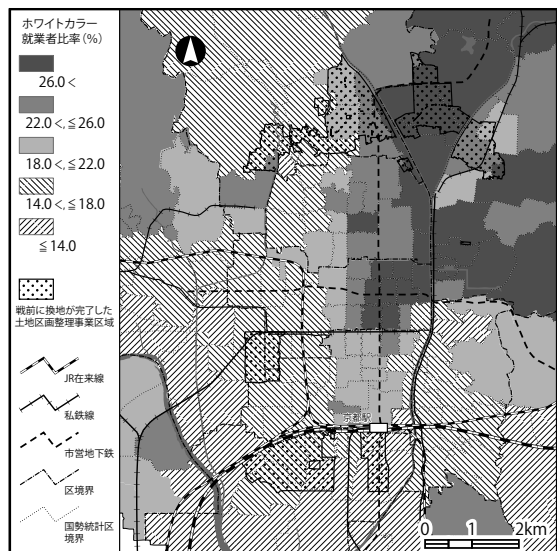 ホワイトカラー
就業者比率(%)
26.0<
22.0<,≦26.0
18.0<,≦22.0
14.0<,≦18.0
≦14.0
戦前に換地が完了した
土地区画整理事業区域
JR在来線
私鉄線
市営地下鉄
区境界
国勢統計区
境界
京都駅
0 1 2km